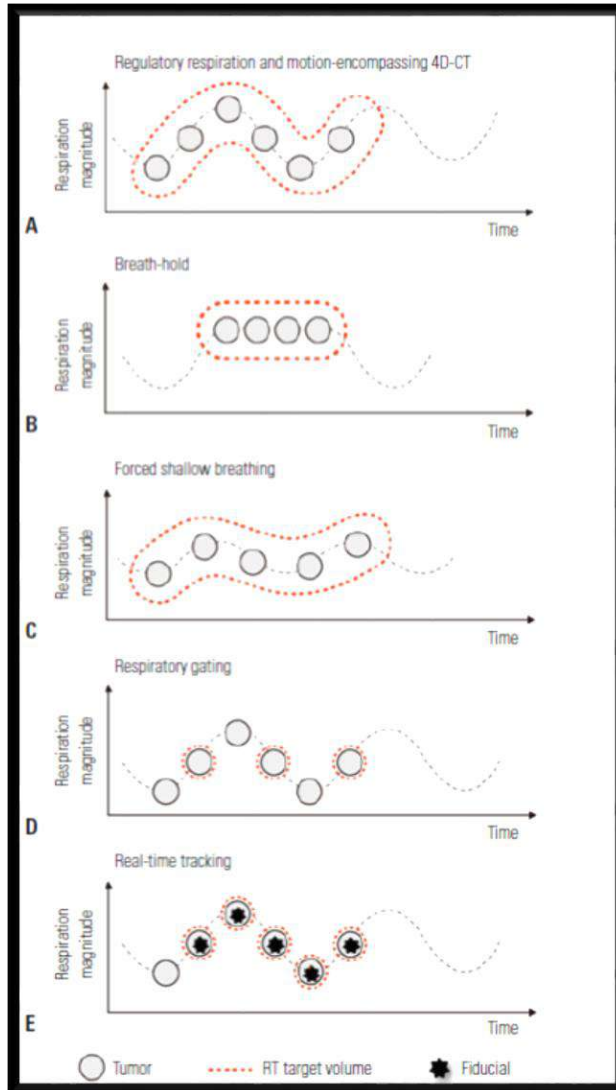 Regulatory respiration and motion-encompassing 4D-CT
Respiration
magnitude
A
Time
Breath-hold
Respiration
magnitude
B
Time
Forced shallow breathing
Respiration
magnitude
C
Time
Respiratory gating
Respiration
magnitude
D
Time
Real-time tracking
Respiration
magnitude
E
Time
Tumor
RT target volume
Fiducial